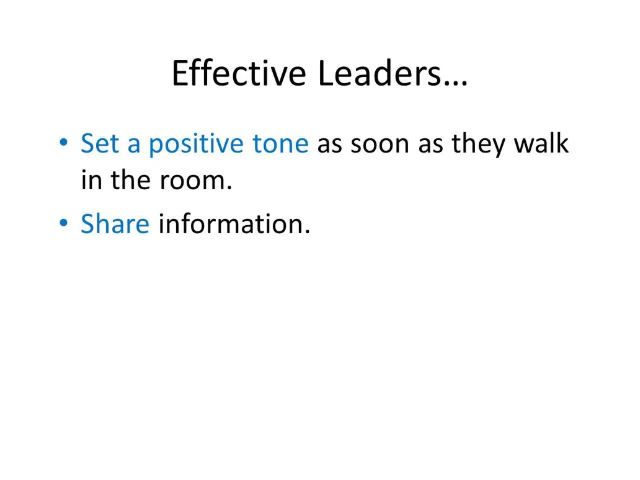 Effective Leaders…
• Set a positive tone as soon as they walk
in the room.
• Share information.